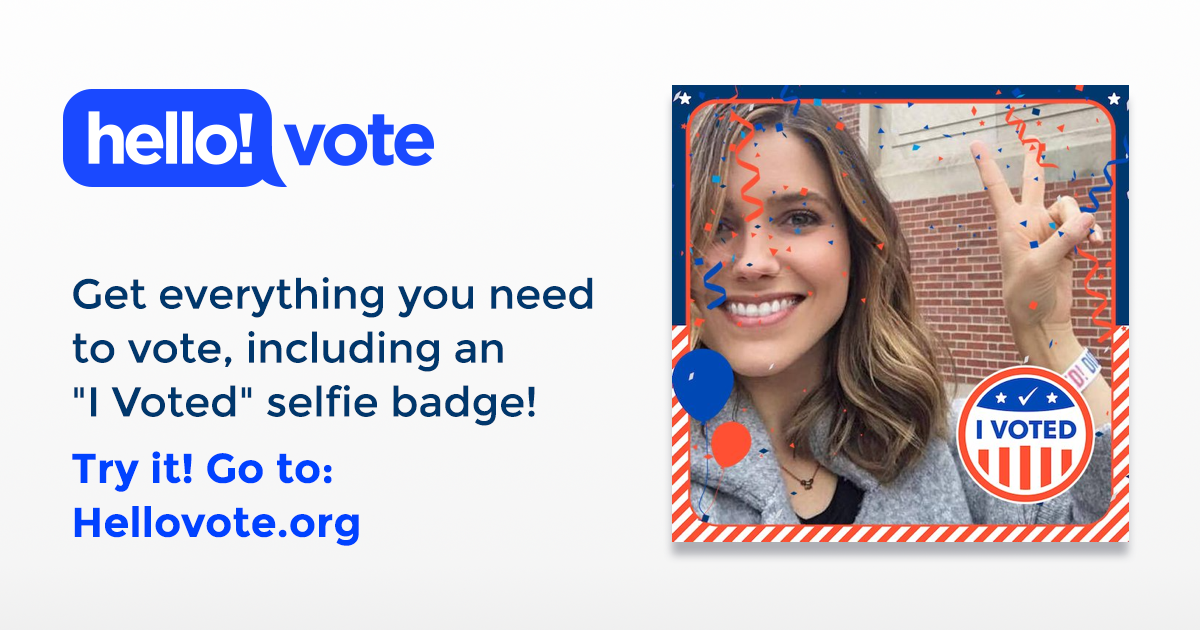 hello! vote
Get everything you need
to vote, including an
"I Voted" selfie badge!
Try it! Go to:
Hellovote.org
I VOTED